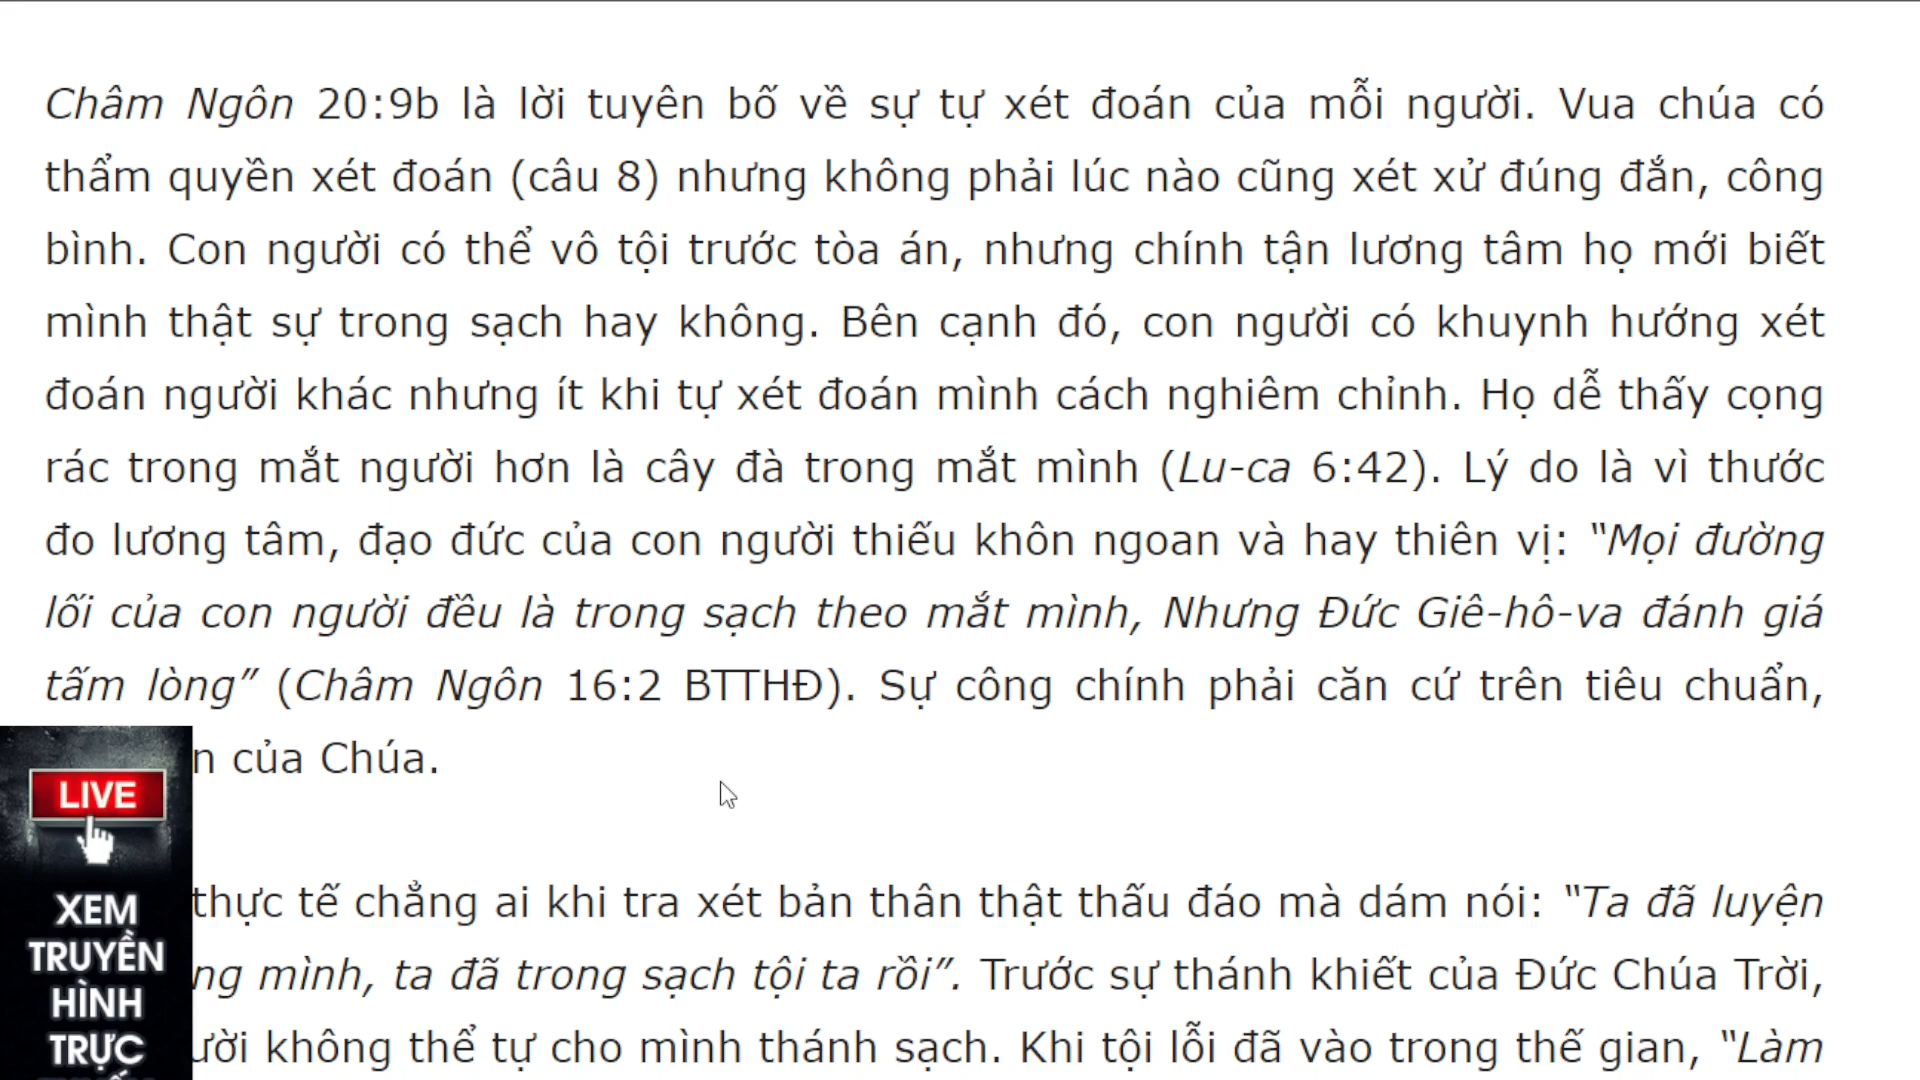 Châm Ngôn 20:9b là lời tuyên bố về sự tự xét đoán của mỗi người. Vua chúa có
thẩm quyền xét đoán (câu 8) nhưng không phải lúc nào cũng xét xử đúng đắn, công
bình. Con người có thể vô tội trước tòa án, nhưng chính tận lương tâm họ mới biết
mình thật sự trong sạch hay không. Bên cạnh đó, con người có khuynh hướng xét
đoán người khác nhưng ít khi tự xét đoán mình cách nghiêm chỉnh. Họ dễ thấy cọng
rác trong mắt người hơn là cây đà trong mắt mình (Lu-ca 6:42). Lý do là vì thước
đo lương tâm, đạo đức của con người thiếu khôn ngoan và hay thiên vị: “Mọi đường
lối của con người đều là trong sạch theo mắt mình, Nhưng Đức Giê-hô-va đánh giá
tấm lòng” (Châm Ngôn 16:2 BTTHĐ). Sự công chính phải căn cứ trên tiêu chuẩn,
của Chúa.
thực tế chẳng ai khi tra xét bản thân thật thấu đáo mà dám nói: “Ta đã luyện
mình, ta đã trong sạch tội ta rồi”. Trước sự thánh khiết của Đức Chúa Trời,
không thể tự cho mình thánh sạch. Khi tội lỗi đã vào trong thế gian, “Làm
LIVE
XEM
TRUYỀN
HÌNH
TRỰC